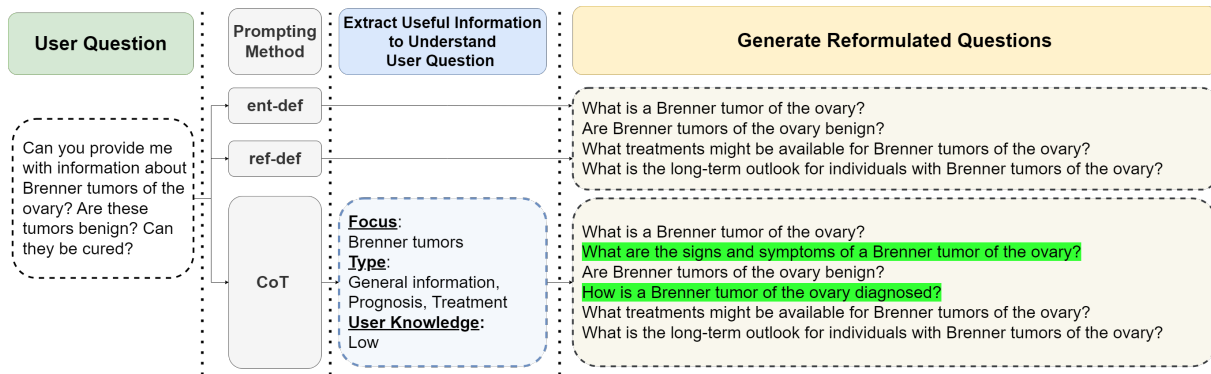 User Question
Prompting
Method
Extract Useful Information
to Understand
User Question
Generate Reformulated Questions
Can you provide me
with information about
Brenner tumors of the
ovary? Are these
tumors benign? Can
they be cured?
ent-def
ref-def
CoT
Focus:
Brenner tumors
Type:
General information,
Prognosis, Treatment
User Knowledge:
Low
What is a Brenner tumor of the ovary?
Are Brenner tumors of the ovary benign?
What treatments might be available for Brenner tumors of the ovary?
What is the long-term outlook for individuals with Brenner tumors of the ovary?
What is a Brenner tumor of the ovary?
What are the signs and symptoms of a Brenner tumor of the ovary?
Are Brenner tumors of the ovary benign?
How is a Brenner tumor of the ovary diagnosed?
What treatments might be available for Brenner tumors of the ovary?
What is the long-term outlook for individuals with Brenner tumors of the ovary?